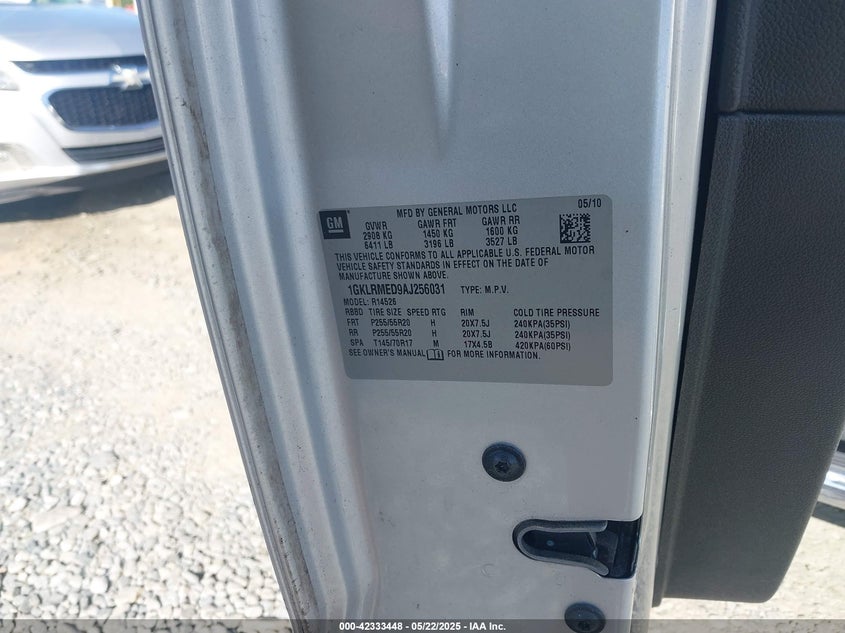 MFD BY GENERAL MOTORS LLC 05/10
GM
GVWR GAWR FRT GAWR RR
2908 KG 1450 KG 1600 KG
6411 LB 3196 LB 3527 LB
THIS VEHICLE CONFORMS TO ALL APPLICABLE U.S. FEDERAL MOTOR
VEHICLE SAFETY STANDARDS IN EFFECT ON THE DATE OF
MANUFACTURE SHOWN ABOVE.
1GKLRMED9AJ256031 TYPE: M.P.V.
MODEL: R14526
RBBD TIRE SIZE SPEED RTG RIM COLD TIRE PRESSURE
FRT P255/55R20 H 20X7.5J 240KPA(35PSI)
RR P255/55R20 H 20X7.5J 240KPA(35PSI)
SPA T145/70R17 M 17X4.5B 420KPA(60PSI)
SEE OWNER'S MANUAL FOR MORE INFORMATION.
000-42333448 - 05/22/2025 - IAA Inc.